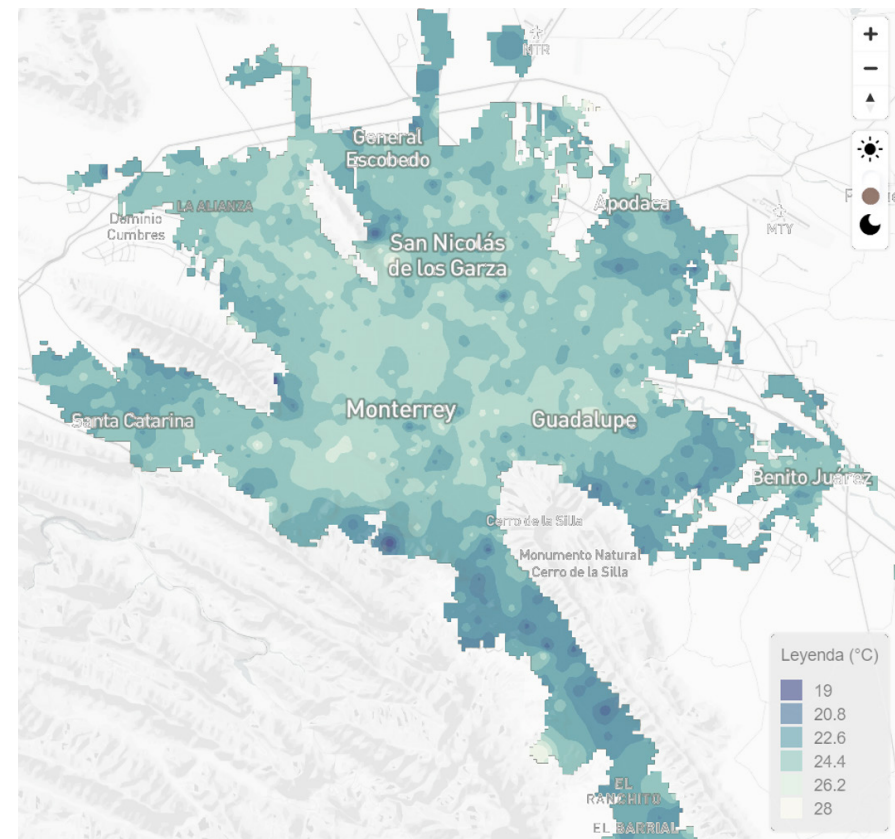 NTR
General
Escobedo
LA ALIANZA
Dominio
Cumbres
Apodaca
MTY
San Nicolás
de los Garza
Santa Catarina
Monterrey
Guadalupe
Benito Juárez
Cerro de la Silla
Monumento Natural
Cerro de la Silla
EL
RANCHITO
EL BARRIAL
Leyenda (°C)
19
20.8
22.6
24.4
26.2
28